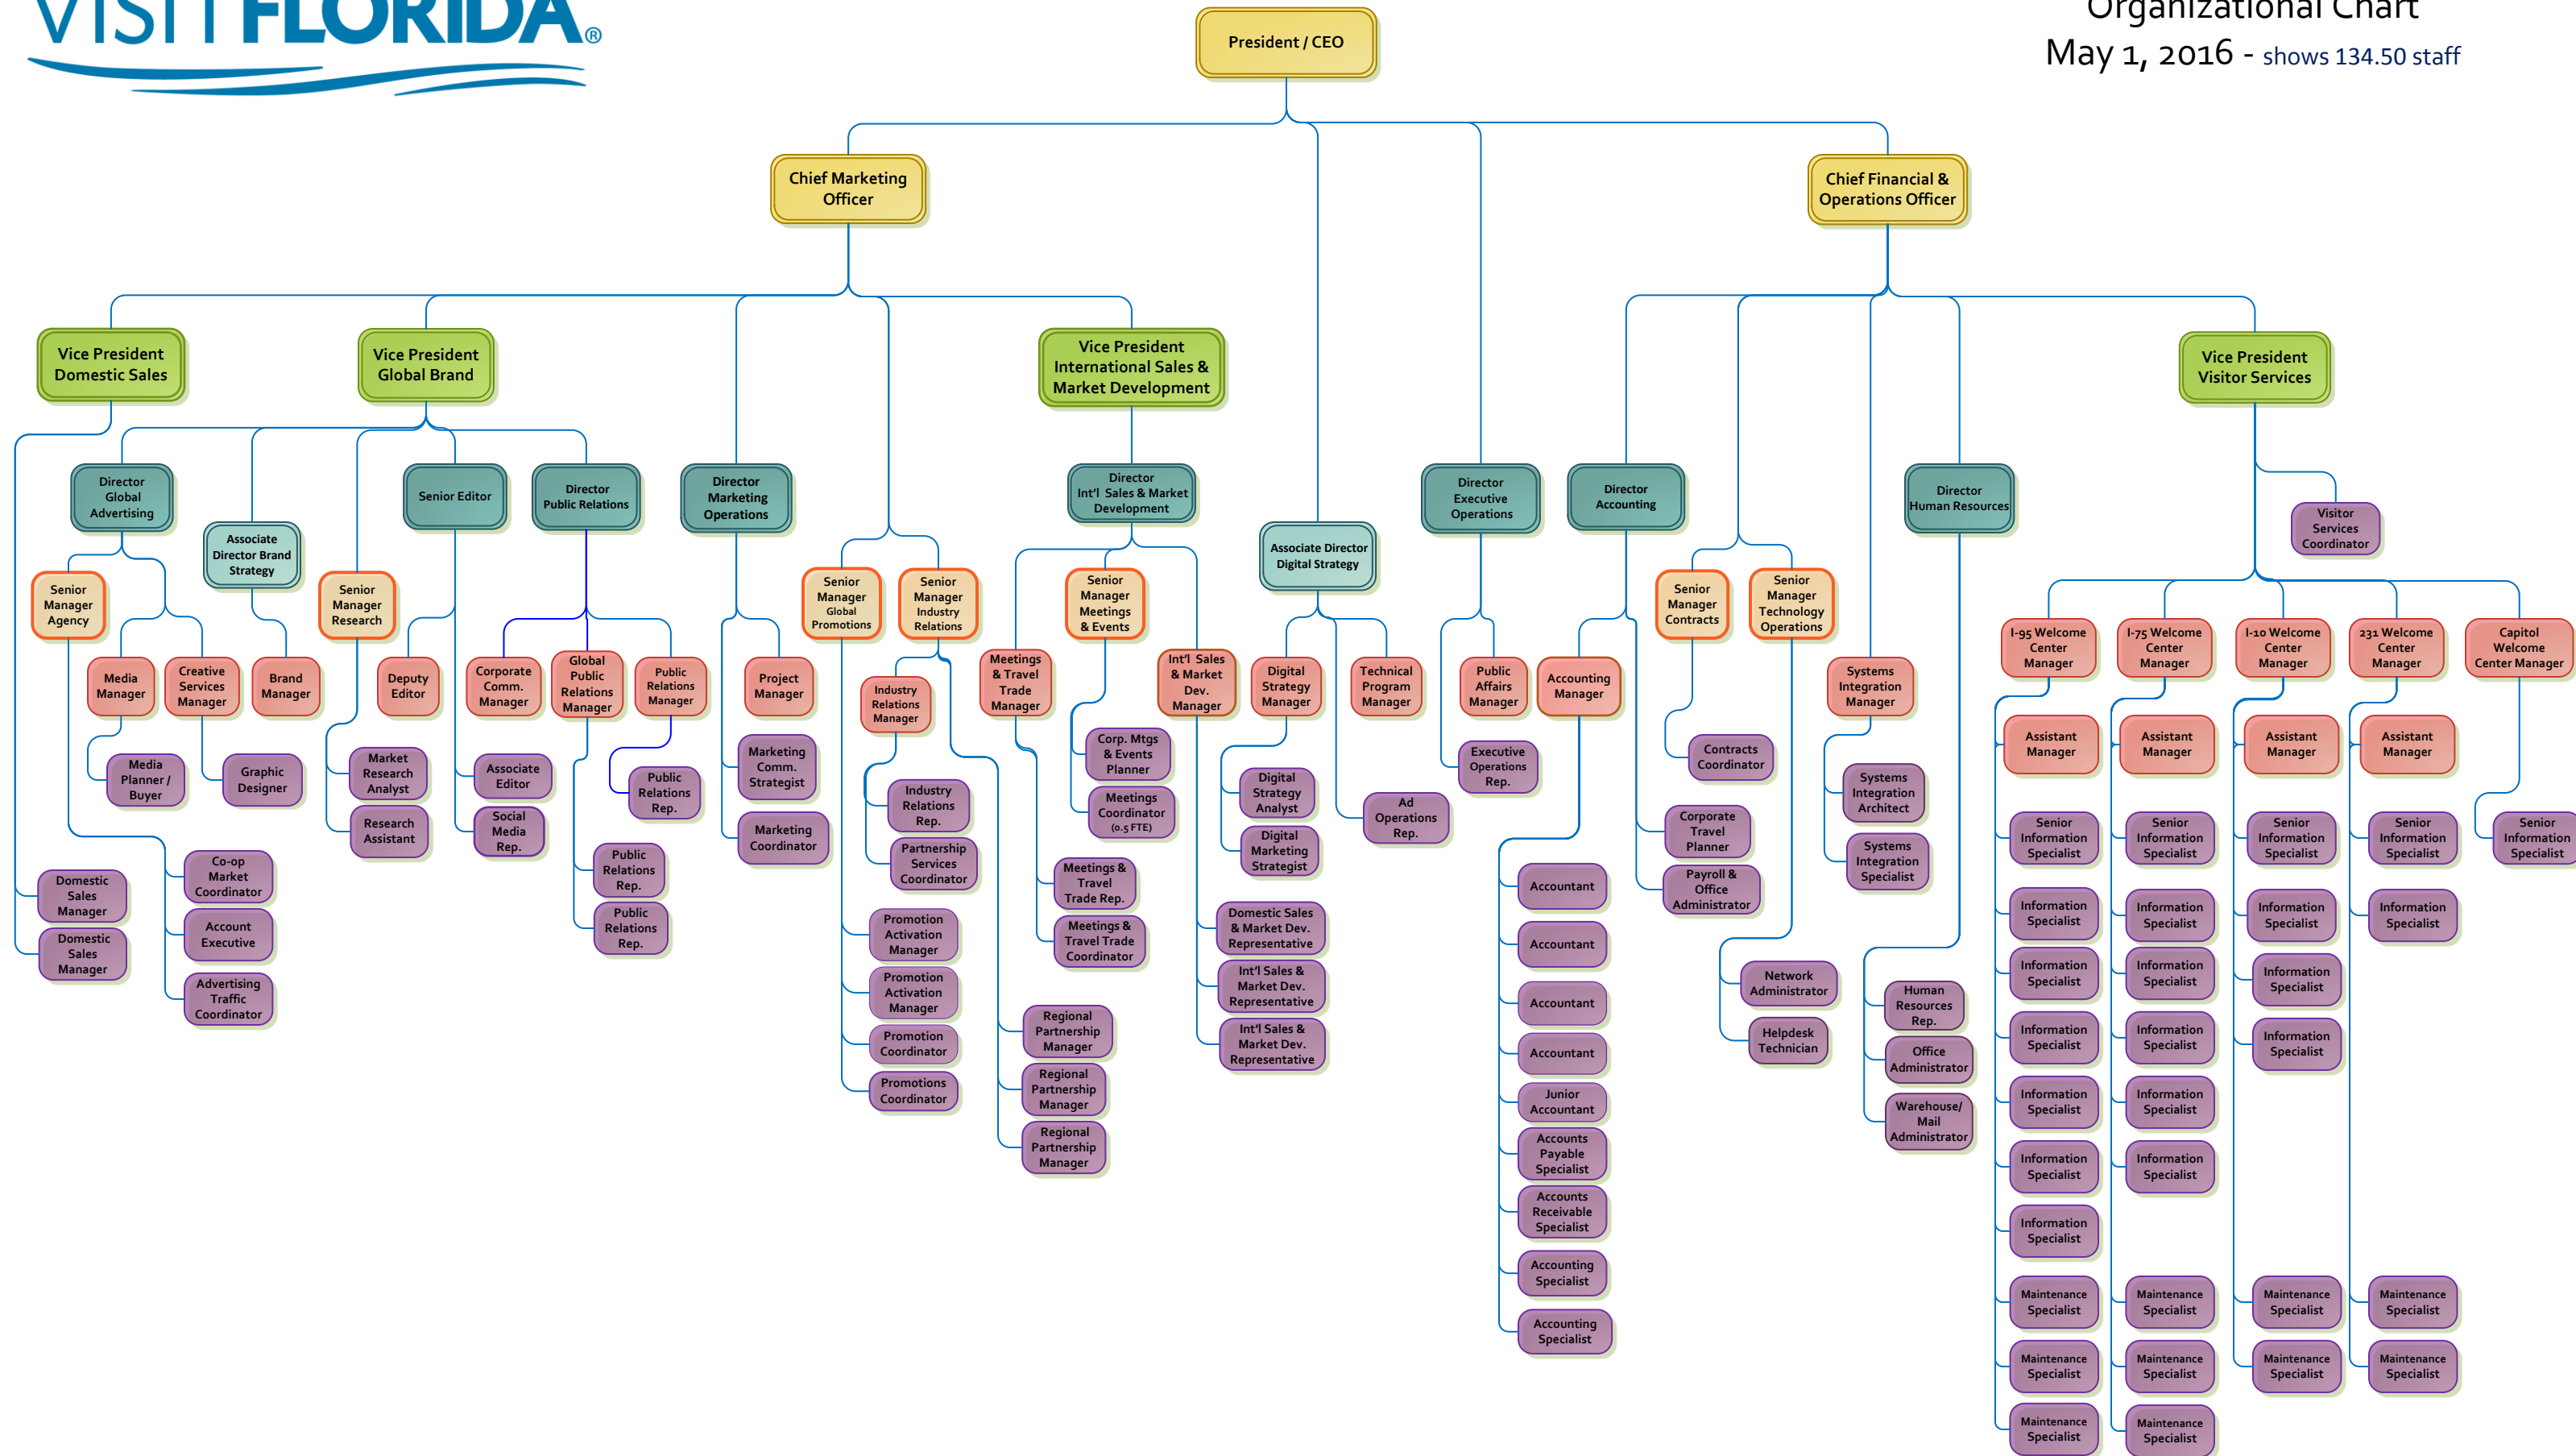 VISIT FLORIDA®
Organizational Chart
May 1, 2016 - shows 134.50 staff
President / CEO
Chief Marketing
Officer
Chief Financial &
Operations Officer
Vice President
Domestic Sales
Vice President
Global Brand
Vice President
International Sales &
Market Development
Vice President
Visitor Services
Director
Global
Advertising
Associate
Director Brand
Strategy
Senior Editor
Director
Public Relations
Director
Marketing
Operations
Director
Int'l Sales & Market
Development
Associate Director
Digital Strategy
Director
Executive
Operations
Director
Accounting
Director
Human Resources
Visitor
Services
Coordinator
Senior
Manager
Agency
Senior
Manager
Research
Senior
Manager
Global
Promotions
Senior
Manager
Industry
Relations
Senior
Manager
Meetings
& Events
Senior
Manager
Contracts
Senior
Manager
Technology
Operations
I-95 Welcome
Center
Manager
I-75 Welcome
Center
Manager
I-10 Welcome
Center
Manager
231 Welcome
Center
Manager
Capitol
Welcome
Center Manager
Media
Manager
Creative
Services
Manager
Brand
Manager
Deputy
Editor
Corporate
Comm.
Manager
Global
Public
Relations
Manager
Public
Relations
Manager
Project
Manager
Industry
Relations
Manager
Meetings
& Travel
Trade
Manager
Int'l Sales
& Market
Dev.
Manager
Digital
Strategy
Manager
Technical
Program
Manager
Public
Affairs
Manager
Accounting
Manager
Systems
Integration
Manager
Assistant
Manager
Assistant
Manager
Assistant
Manager
Assistant
Manager
Media
Planner /
Buyer
Graphic
Designer
Market
Research
Analyst
Research
Assistant
Associate
Editor
Social
Media
Rep.
Public
Relations
Rep.
Public
Relations
Rep.
Public
Relations
Rep.
Marketing
Comm.
Strategist
Marketing
Coordinator
Industry
Relations
Rep.
Partnership
Services
Coordinator
Corp. Mtgs
& Events
Planner
Meetings
Coordinator
(0.5 FTE)
Meetings &
Travel
Trade Rep.
Meetings &
Travel Trade
Coordinator
Digital
Strategy
Analyst
Digital
Marketing
Strategist
Ad
Operations
Rep.
Executive
Operations
Rep.
Contracts
Coordinator
Corporate
Travel
Planner
Payroll &
Office
Administrator
Systems
Integration
Architect
Systems
Integration
Specialist
Domestic
Sales
Manager
Domestic
Sales
Manager
Co-op
Market
Coordinator
Account
Executive
Advertising
Traffic
Coordinator
Promotion
Activation
Manager
Promotion
Activation
Manager
Promotion
Coordinator
Promotions
Coordinator
Regional
Partnership
Manager
Regional
Partnership
Manager
Regional
Partnership
Manager
Domestic Sales
& Market Dev.
Representative
Int'l Sales &
Market Dev.
Representative
Int'l Sales &
Market Dev.
Representative
Accountant
Accountant
Accountant
Accountant
Junior
Accountant
Accounts
Payable
Specialist
Accounts
Receivable
Specialist
Accounting
Specialist
Accounting
Specialist
Network
Administrator
Helpdesk
Technician
Human
Resources
Rep.
Office
Administrator
Warehouse/
Mail
Administrator
Senior
Information
Specialist
Information
Specialist
Information
Specialist
Information
Specialist
Information
Specialist
Information
Specialist
Information
Specialist
Maintenance
Specialist
Maintenance
Specialist
Maintenance
Specialist
Senior
Information
Specialist
Information
Specialist
Information
Specialist
Information
Specialist
Information
Specialist
Information
Specialist
Maintenance
Specialist
Maintenance
Specialist
Maintenance
Specialist
Senior
Information
Specialist
Information
Specialist
Information
Specialist
Information
Specialist
Maintenance
Specialist
Maintenance
Specialist
Senior
Information
Specialist
Information
Specialist
Maintenance
Specialist
Maintenance
Specialist
Senior
Information
Specialist